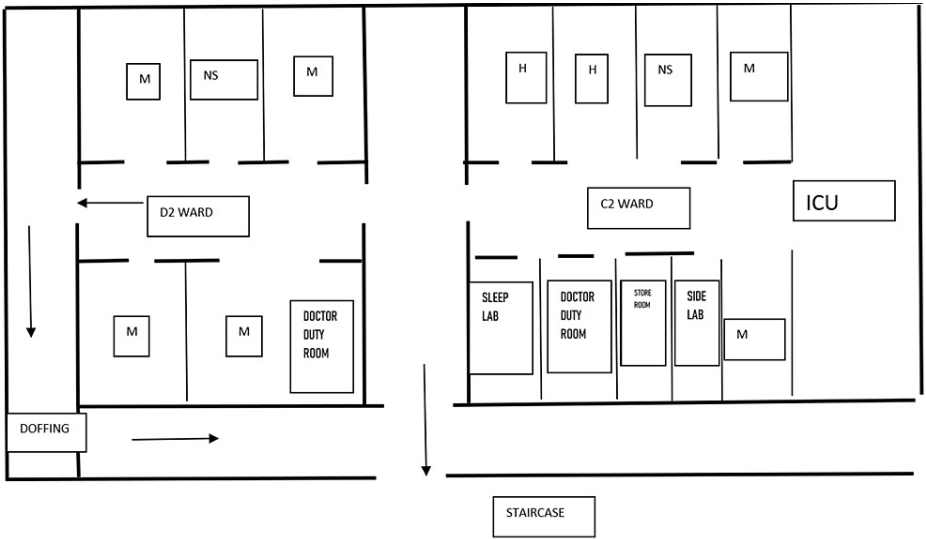 M
NS
M
H
H
NS
M
D2 WARD
C2 WARD
ICU
M
M
DOCTOR
DUTY
ROOM
SLEEP
LAB
DOCTOR
DUTY
ROOM
STORE
ROOM
SIDE
LAB
M
DOFFING
STAIRCASE